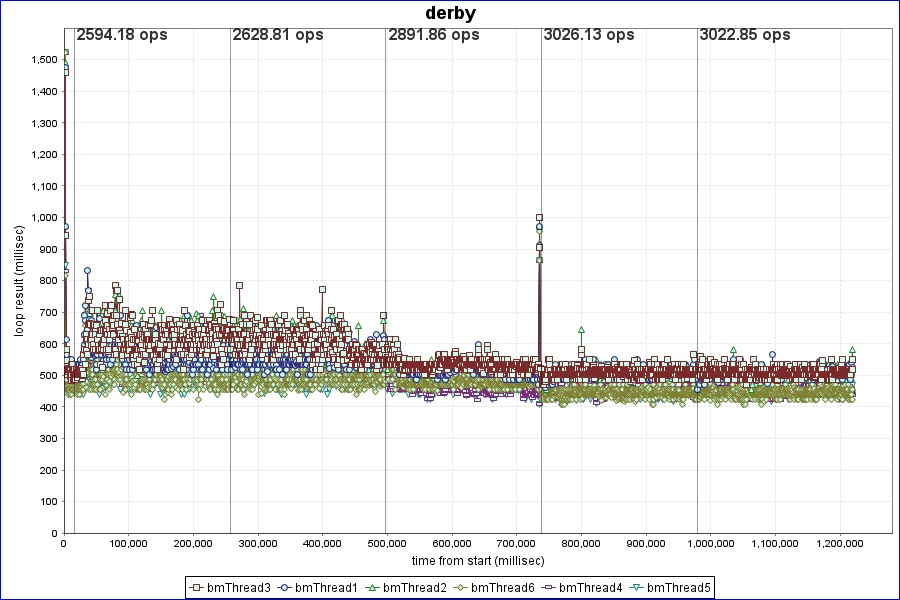 derby
2594.18 ops 2628.81 ops 2891.86 ops 3026.13 ops 3022.85 ops
1,500
1,400
1,300
1,200
1,100
1,000
900
800
700
600
500
400
300
200
100
0
loop result (millisec)
0 100,000 200,000 300,000 400,000 500,000 600,000 700,000 800,000 900,000 1,000,000 1,100,000 1,200,000
time from start (millisec)
bmThread3 bmThread1 bmThread2 bmThread6 bmThread4 bmThread5